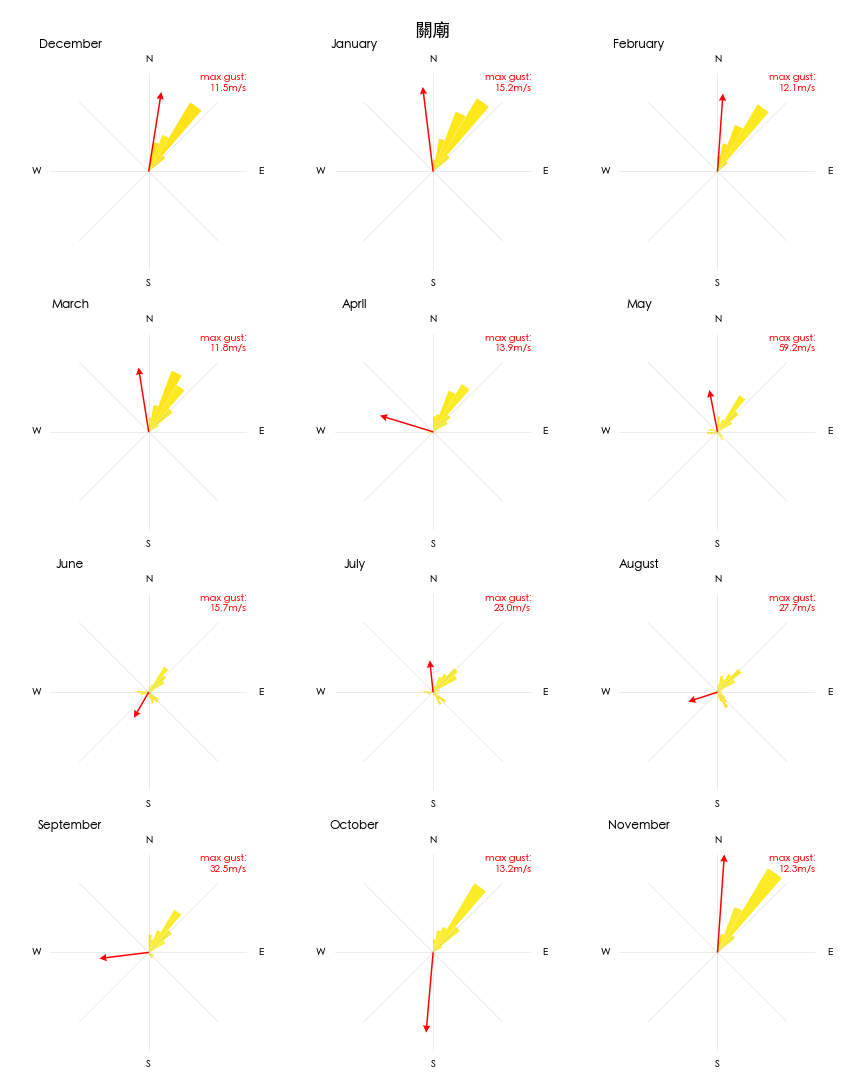 關廟
December
N
max gust:
11.5m/s
W
E
S
January
N
max gust:
15.2m/s
W
E
S
February
N
max gust:
12.1m/s
W
E
S
March
N
max gust:
11.8m/s
W
E
S
April
N
max gust:
13.9m/s
W
E
S
May
N
max gust:
59.2m/s
W
E
S
June
N
max gust:
15.7m/s
W
E
S
July
N
max gust:
23.0m/s
W
E
S
August
N
max gust:
27.7m/s
W
E
S
September
N
max gust:
32.5m/s
W
E
S
October
N
max gust:
13.2m/s
W
E
S
November
N
max gust:
12.3m/s
W
E
S